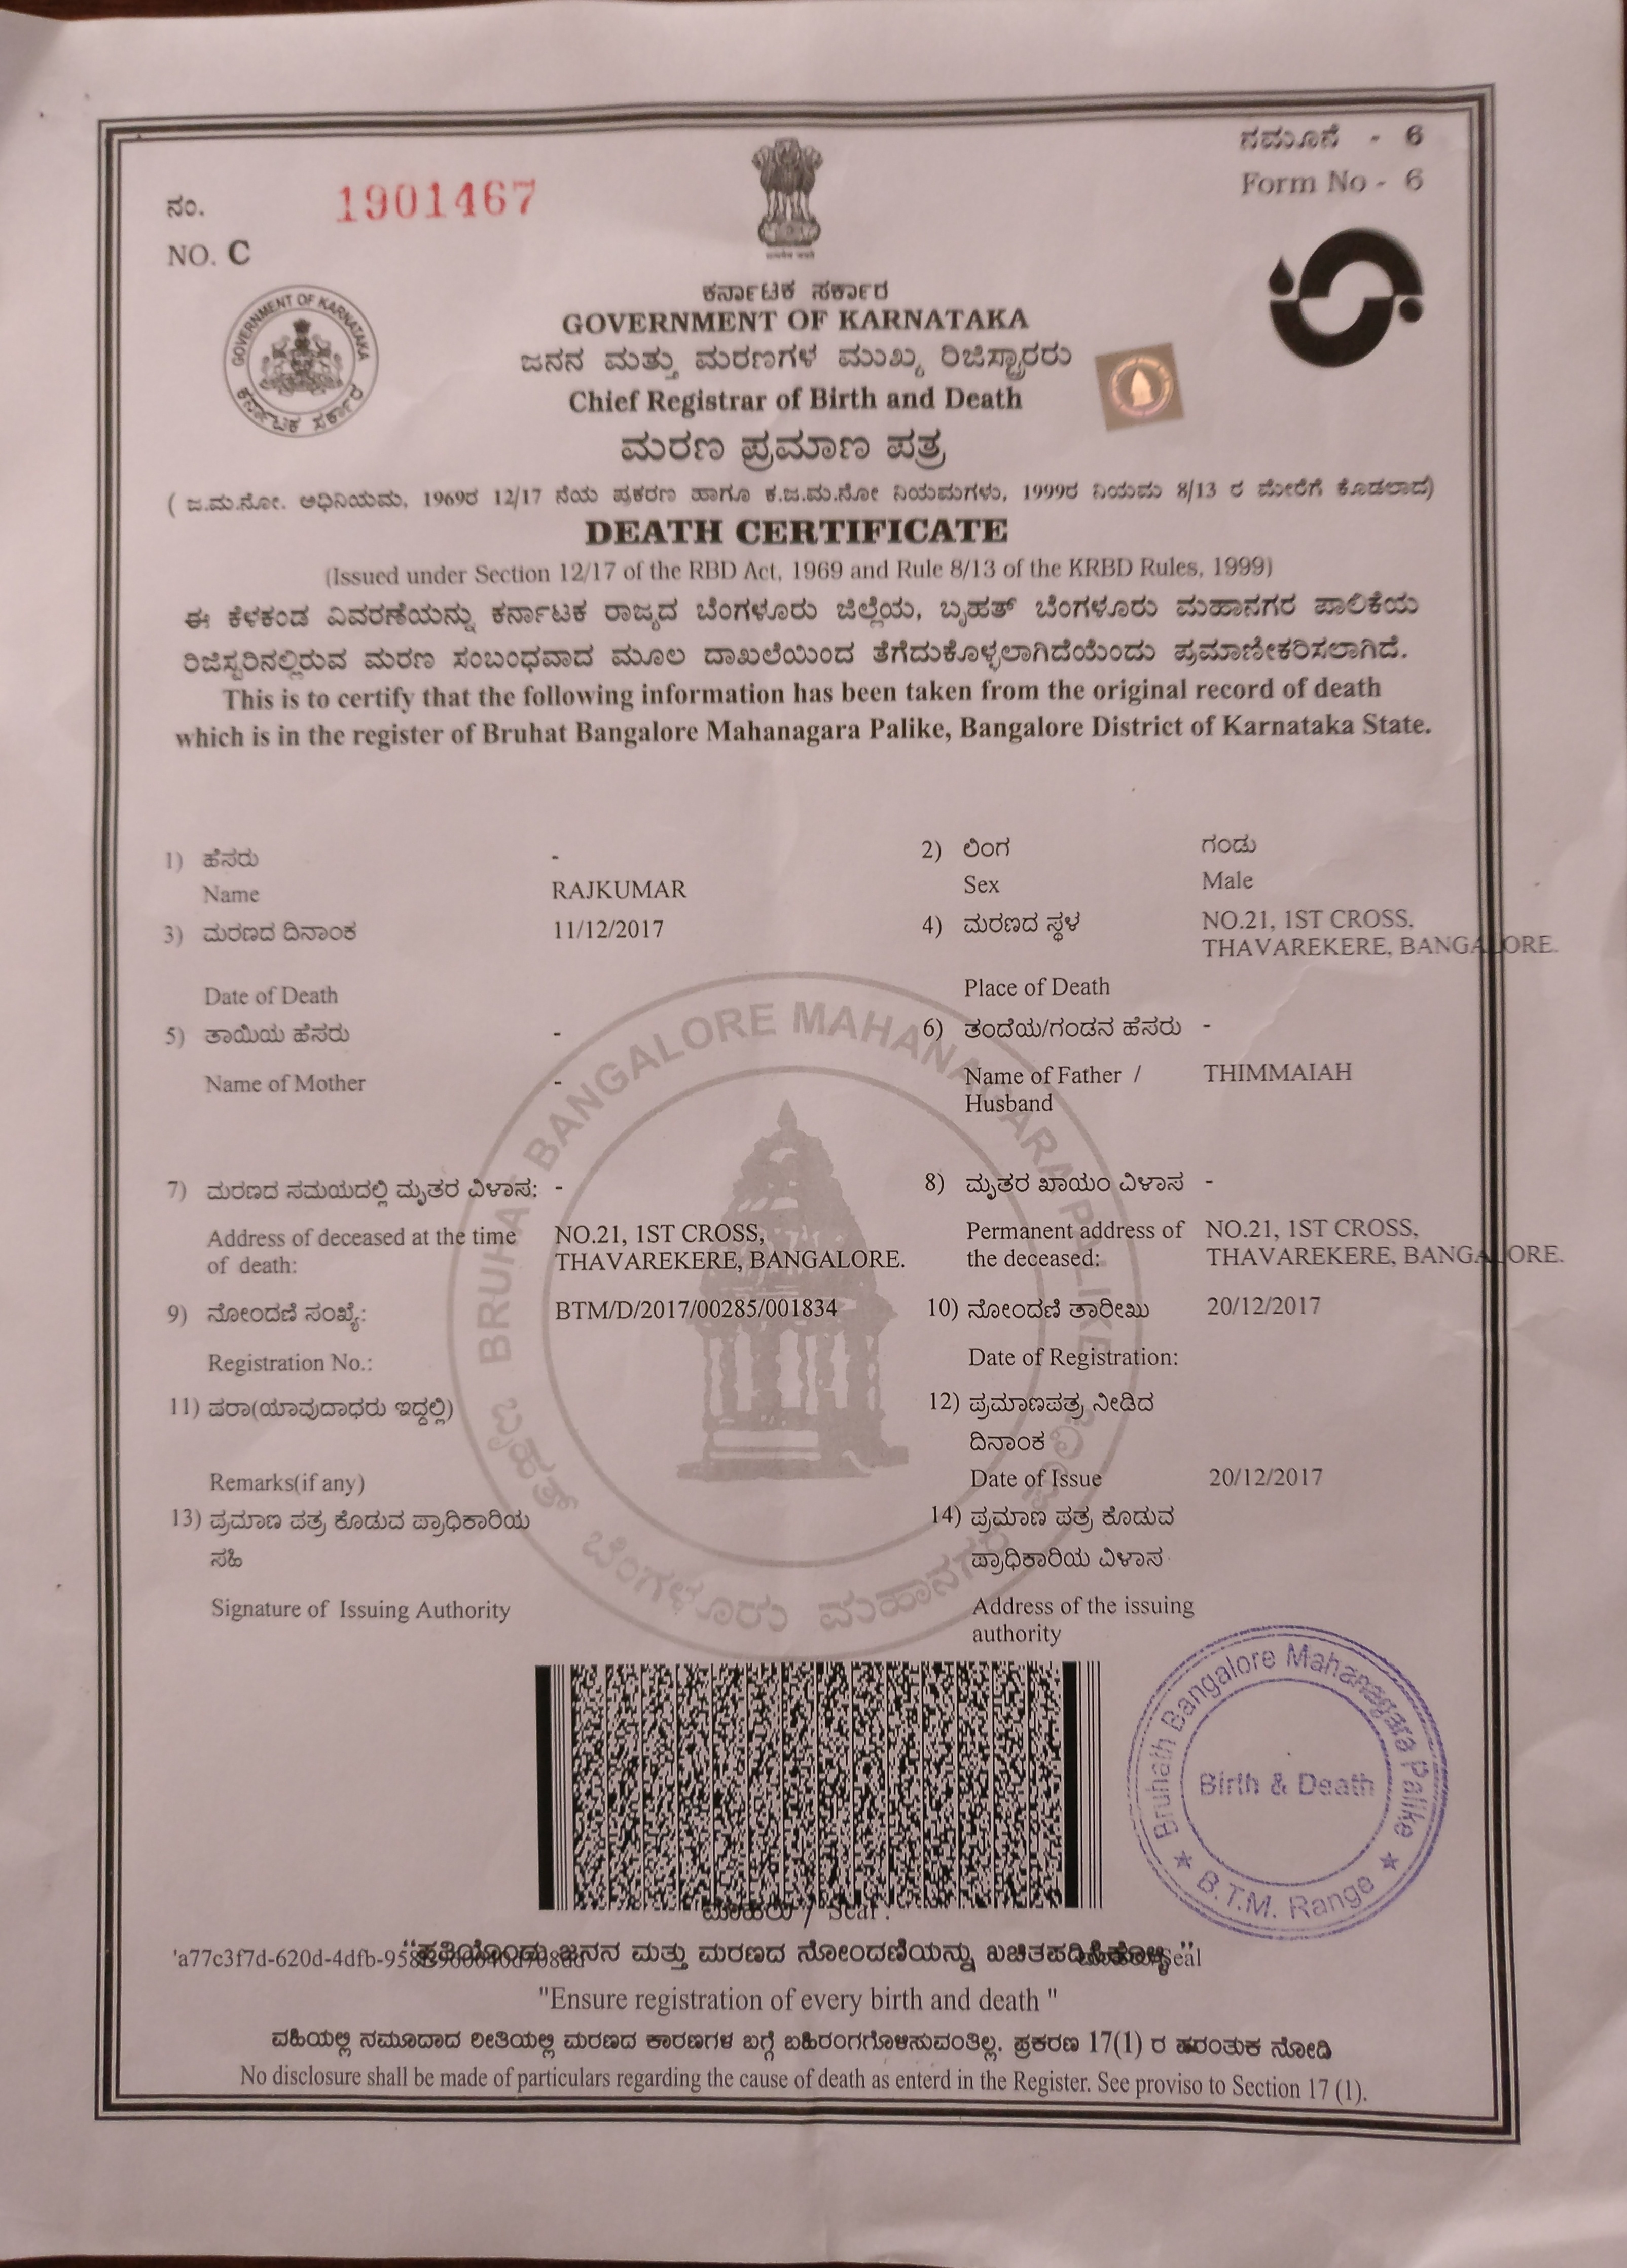 ನಮೂನೆ - 6
Form No - 6
ನಂ. 1901467
NO. C
GOVERNMENT OF KARNATAKA
ಕರ್ನಾಟಕ ಸರ್ಕಾರ
ಕರ್ನಾಟಕ ಸರ್ಕಾರ
GOVERNMENT OF KARNATAKA
ಜನನ ಮತ್ತು ಮರಣಗಳ ಮುಖ್ಯ ರಿಜಿಸ್ಟ್ರಾರರು
Chief Registrar of Birth and Death
ಮರಣ ಪ್ರಮಾಣ ಪತ್ರ
( ಜ.ಮ.ನೋ. ಅಧಿನಿಯಮ, 1969ರ 12/17 ನೆಯ ಪ್ರಕರಣ ಹಾಗೂ ಕ.ಜ.ಮ.ನೋ ನಿಯಮಗಳು, 1999ರ ನಿಯಮ 8/13 ರ ಮೇರೆಗೆ ಕೊಡಲಾದ)
DEATH CERTIFICATE
(Issued under Section 12/17 of the RBD Act, 1969 and Rule 8/13 of the KRBD Rules, 1999)
ಈ ಕೆಳಕಂಡ ವಿವರಣೆಯನ್ನು ಕರ್ನಾಟಕ ರಾಜ್ಯದ ಬೆಂಗಳೂರು ಜಿಲ್ಲೆಯ, ಬೃಹತ್ ಬೆಂಗಳೂರು ಮಹಾನಗರ ಪಾಲಿಕೆಯ
ರಿಜಿಸ್ಟರಿನಲ್ಲಿರುವ ಮರಣ ಸಂಬಂಧವಾದ ಮೂಲ ದಾಖಲೆಯಿಂದ ತೆಗೆದುಕೊಳ್ಳಲಾಗಿದೆಯೆಂದು ಪ್ರಮಾಣೀಕರಿಸಲಾಗಿದೆ.
This is to certify that the following information has been taken from the original record of death
which is in the register of Bruhat Bangalore Mahanagara Palike, Bangalore District of Karnataka State.
1) ಹೆಸರು -
Name RAJKUMAR
2) ಲಿಂಗ ಗಂಡು
Sex Male
3) ಮರಣದ ದಿನಾಂಕ 11/12/2017
Date of Death
4) ಮರಣದ ಸ್ಥಳ NO.21, 1ST CROSS,
THAVAREKERE, BANGALORE.
Place of Death
5) ತಾಯಿಯ ಹೆಸರು -
Name of Mother -
6) ತಂದೆಯ/ಗಂಡನ ಹೆಸರು -
Name of Father / THIMMAIAH
Husband
7) ಮರಣದ ಸಮಯದಲ್ಲಿ ಮೃತರ ವಿಳಾಸ: -
Address of deceased at the time NO.21, 1ST CROSS,
of death: THAVAREKERE, BANGALORE.
8) ಮೃತರ ಖಾಯಂ ವಿಳಾಸ -
Permanent address of NO.21, 1ST CROSS,
the deceased: THAVAREKERE, BANGALORE.
9) ನೋಂದಣಿ ಸಂಖ್ಯೆ: BTM/D/2017/00285/001834
Registration No.:
10) ನೋಂದಣಿ ತಾರೀಖು 20/12/2017
Date of Registration:
11) ಷರಾ(ಯಾವುದಾಧರು ಇದ್ದಲ್ಲಿ)
Remarks(if any)
12) ಪ್ರಮಾಣಪತ್ರ ನೀಡಿದ
ದಿನಾಂಕ
Date of Issue 20/12/2017
13) ಪ್ರಮಾಣ ಪತ್ರ ಕೊಡುವ ಪ್ರಾಧಿಕಾರಿಯ
ಸಹಿ
Signature of Issuing Authority
14) ಪ್ರಮಾಣ ಪತ್ರ ಕೊಡುವ
ಪ್ರಾಧಿಕಾರಿಯ ವಿಳಾಸ
Address of the issuing
authority
BRUHAT BANGALORE MAHANAGARA PALIKE
ಬೃಹತ್ ಬೆಂಗಳೂರು ಮಹಾನಗರ
Bruhath Bangalore Mahanagara Palike
Birth & Death
★ B.T.M. Range ★
ಮೊಹರು / Seal :
ಜನನ ಮತ್ತು ಮರಣದ ನೋಂದಣಿಯನ್ನು
Seal
"Ensure registration of every birth and death "
ವಹಿಯಲ್ಲಿ ನಮೂದಾದ ರೀತಿಯಲ್ಲಿ ಮರಣದ ಕಾರಣಗಳ ಬಗ್ಗೆ ಬಹಿರಂಗಗೊಳಿಸುವಂತಿಲ್ಲ. ಪ್ರಕರಣ 17(1) ರ ಹರಂತುಕ ನೋಡಿ
No disclosure shall be made of particulars regarding the cause of death as enterd in the Register. See proviso to Section 17 (1).